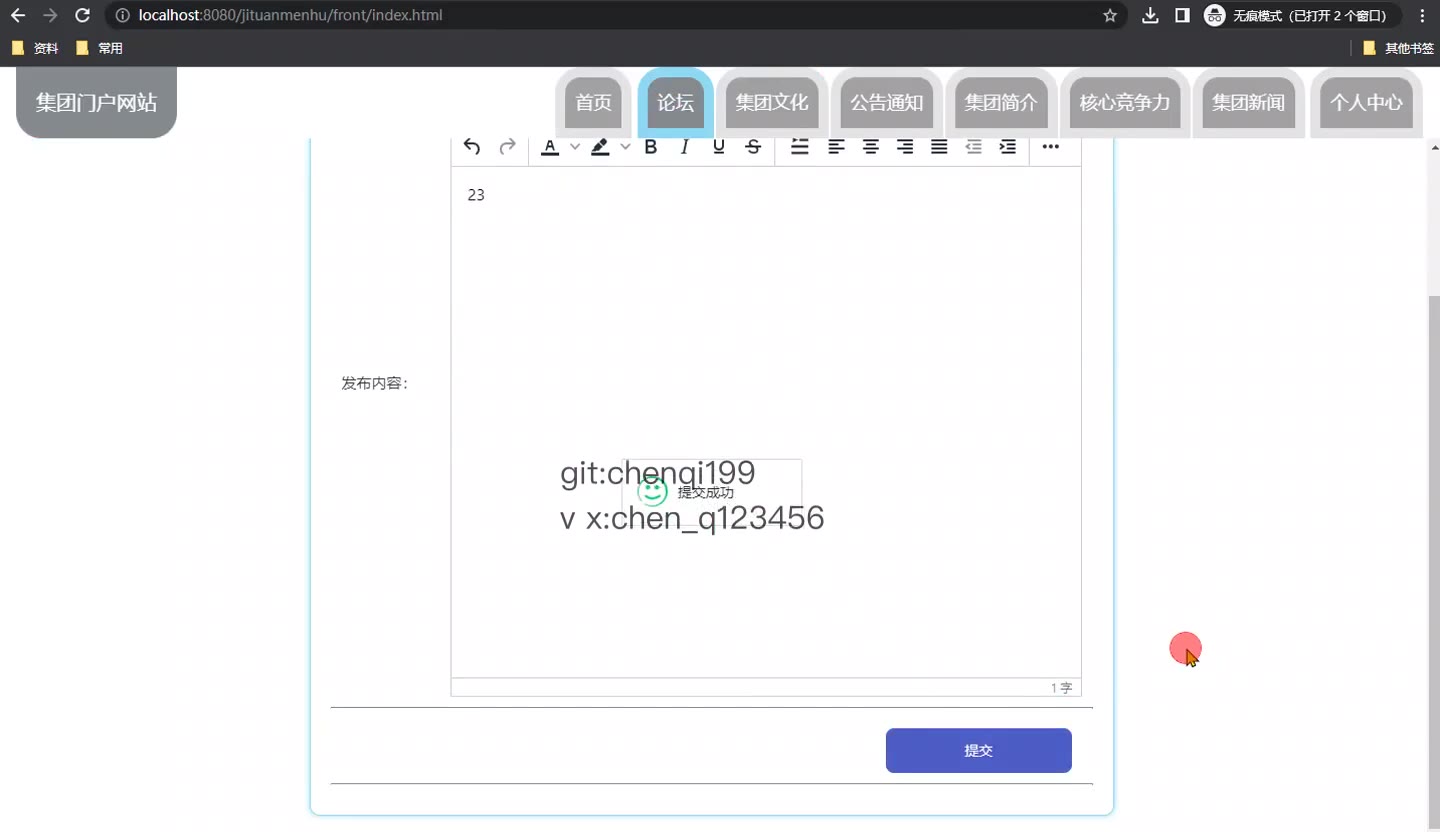 localhost:8080/jituanmenhu/front/index.html
无痕模式（已打开 2 个窗口）
资料
常用
其他书签
集团门户网站
首页
论坛
集团文化
公告通知
集团简介
核心竞争力
集团新闻
个人中心
23
发布内容：
git:chenqi199
提交成功
v x:chen_q123456
1 字
提交